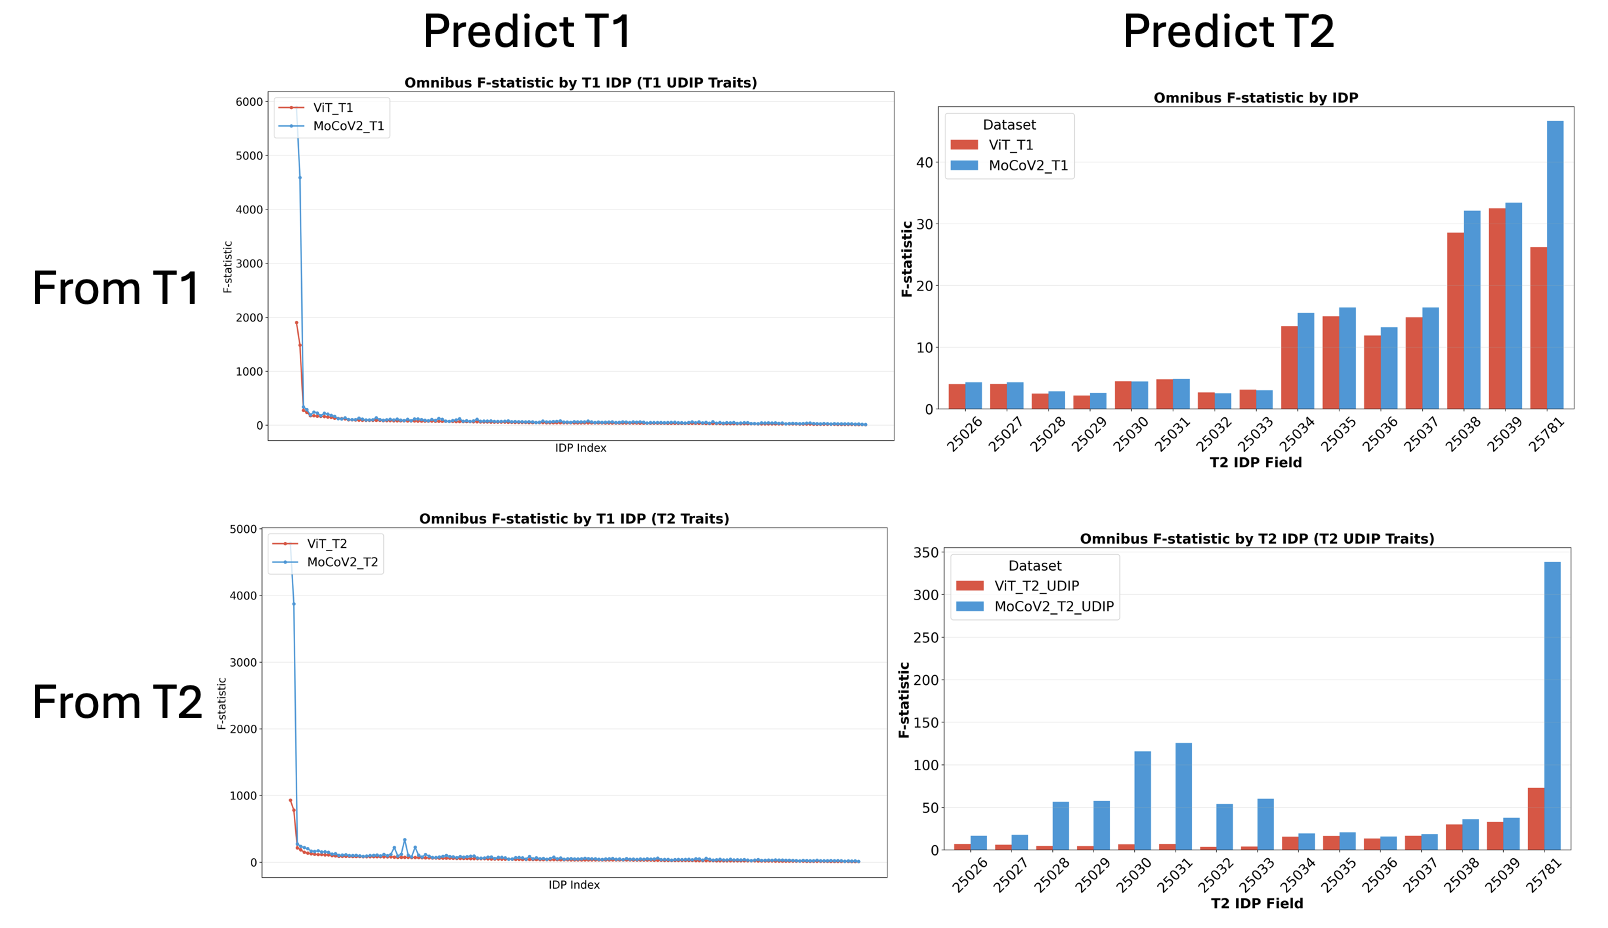 Predict T1
Predict T2
From T1
From T2
Omnibus F-statistic by T1 IDP (T1 UDIP Traits)
ViT_T1
MoCoV2_T1
F-statistic
6000
5000
4000
3000
2000
1000
0
IDP Index
Omnibus F-statistic by IDP
Dataset
ViT_T1
MoCoV2_T1
F-statistic
40
30
20
10
0
25026
25027
25028
25029
25030
25031
25032
25033
25034
25035
25036
25037
25038
25039
25781
T2 IDP Field
Omnibus F-statistic by T1 IDP (T2 Traits)
ViT_T2
MoCoV2_T2
F-statistic
5000
4000
3000
2000
1000
0
IDP Index
Omnibus F-statistic by T2 IDP (T2 UDIP Traits)
Dataset
ViT_T2_UDIP
MoCoV2_T2_UDIP
F-statistic
350
300
250
200
150
100
50
0
25026
25027
25028
25029
25030
25031
25032
25033
25034
25035
25036
25037
25038
25039
25781
T2 IDP Field